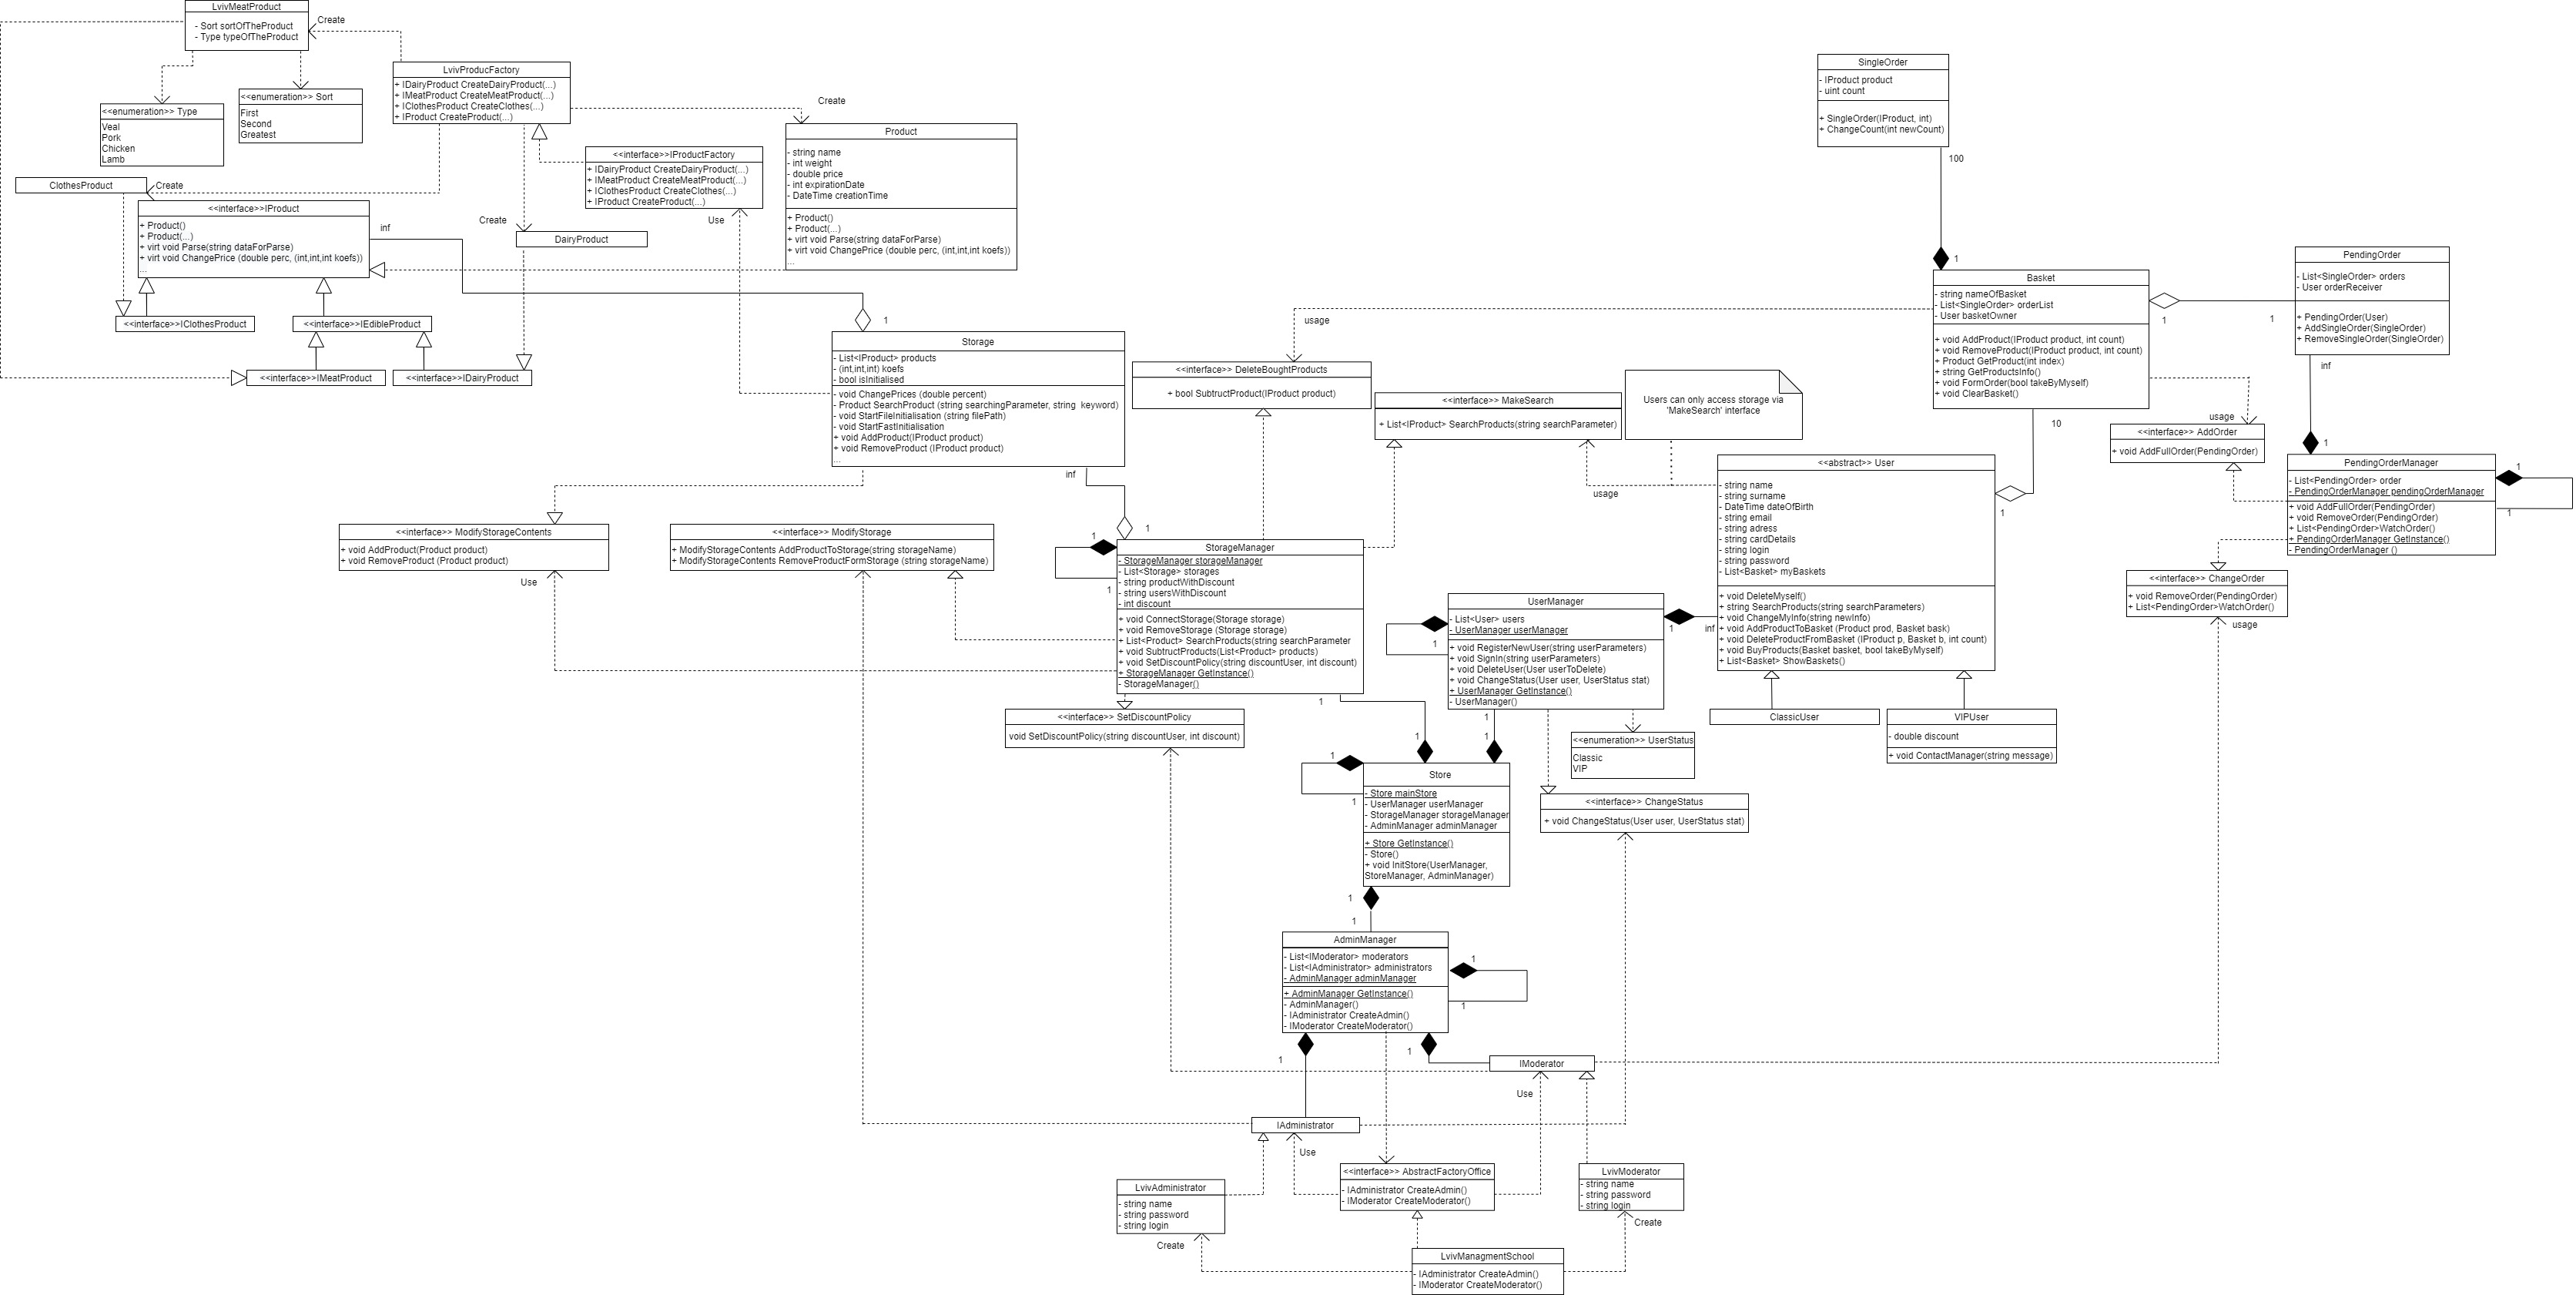 LvivMeatProduct
- Sort sortOfTheProduct
- Type typeOfTheProduct
Create
LvivProducFactory
+ IDairyProduct CreateDairyProduct(...)
+ IMeatProduct CreateMeatProduct(...)
+ IClothesProduct CreateClothes(...)
+ IProduct CreateProduct(...)
<<enumeration>> Type
Veal
Pork
Chicken
Lamb
<<enumeration>> Sort
First
Second
Greatest
Create
Product
- string name
- int weight
- double price
- int expirationDate
- DateTime creationTime
+ Product()
+ Product(...)
+ virt void Parse(string dataForParse)
+ virt void ChangePrice (double perc, (int,int,int koefs))
...
<<interface>>IProductFactory
+ IDairyProduct CreateDairyProduct(...)
+ IMeatProduct CreateMeatProduct(...)
+ IClothesProduct CreateClothes(...)
+ IProduct CreateProduct(...)
Use
ClothesProduct
Create
<<interface>>IProduct
+ Product()
+ Product(...)
+ virt void Parse(string dataForParse)
+ virt void ChangePrice (double perc, (int,int,int koefs))
...
inf
Create
DairyProduct
<<interface>>IClothesProduct
<<interface>>IEdibleProduct
<<interface>>IMeatProduct
<<interface>>IDairyProduct
1
Storage
- List<IProduct> products
- (int,int,int) koefs
- bool isInitialised
- void ChangePrices (double percent)
- Product SearchProduct (string searchingParameter, string  keyword)
- void StartFileInitialisation (string filePath)
- void StartFastInitialisation
+ void AddProduct(IProduct product)
+ void RemoveProduct (IProduct product)
...
inf
1
SingleOrder
- IProduct product
- uint count
+ SingleOrder(IProduct, int)
+ ChangeCount(int newCount)
100
1
Basket
- string nameOfBasket
- List<SingleOrder> orderList
- User basketOwner
+ void AddProduct(IProduct product, int count)
+ void RemoveProduct(IProduct product, int count)
+ Product GetProduct(int index)
+ string GetProductsInfo()
+ void FormOrder(bool takeByMyself)
+ void ClearBasket()
1
1
10
PendingOrder
- List<SingleOrder> orders
- User orderReceiver
+ PendingOrder(User)
+ AddSingleOrder(SingleOrder)
+ RemoveSingleOrder(SingleOrder)
inf
1
usage
<<interface>> DeleteBoughtProducts
+ bool SubtructProduct(IProduct product)
<<interface>> MakeSearch
+ List<IProduct> SearchProducts(string searchParameter)
Users can only access storage via
'MakeSearch' interface
usage
usage
<<interface>> AddOrder
+ void AddFullOrder(PendingOrder)
PendingOrderManager
- List<PendingOrder> order
- PendingOrderManager pendingOrderManager
+ void AddFullOrder(PendingOrder)
+ void RemoveOrder(PendingOrder)
+ List<PendingOrder>WatchOrder()
+ PendingOrderManager GetInstance()
- PendingOrderManager ()
1
1
<<interface>> ChangeOrder
+ void RemoveOrder(PendingOrder)
+ List<PendingOrder>WatchOrder()
usage
<<abstract>> User
- string name
- string surname
- DateTime dateOfBirth
- string email
- string adress
- string cardDetails
- string login
- string password
- List<Basket> myBaskets
+ void DeleteMyself()
+ string SearchProducts(string searchParameters)
+ void ChangeMyInfo(string newInfo)
+ void AddProductToBasket (Product prod, Basket bask)
+ void DeleteProductFromBasket (IProduct p, Basket b, int count)
+ void BuyProducts(Basket basket, bool takeByMyself)
+ List<Basket> ShowBaskets()
1
inf
1
ClassicUser
VIPUser
- double discount
+ void ContactManager(string message)
<<interface>> ModifyStorageContents
+ void AddProduct(Product product)
+ void RemoveProduct (Product product)
Use
<<interface>> ModifyStorage
+ ModifyStorageContents AddProductToStorage(string storageName)
+ ModifyStorageContents RemoveProductFormStorage (string storageName)
1
1
StorageManager
- StorageManager storageManager
- List<Storage> storages
- string productWithDiscount
- string usersWithDiscount
- int discount
+ void ConnectStorage(Storage storage)
+ void RemoveStorage (Storage storage)
+ List<Product> SearchProducts(string searchParameter
+ void SubtructProducts(List<Product> products)
+ void SetDiscountPolicy(string discountUser, int discount)
+ StorageManager GetInstance()
- StorageManager()
1
1
<<interface>> SetDiscountPolicy
void SetDiscountPolicy(string discountUser, int discount)
UserManager
- List<User> users
- UserManager userManager
+ void RegisterNewUser(string userParameters)
+ void SignIn(string userParameters)
+ void DeleteUser(User userToDelete)
+ void ChangeStatus(User user, UserStatus stat)
+ UserManager GetInstance()
- UserManager()
1
1
1
1
<<enumeration>> UserStatus
Classic
VIP
<<interface>> ChangeStatus
+ void ChangeStatus(User user, UserStatus stat)
1
1
Store
- Store mainStore
- UserManager userManager
- StorageManager storageManager
- AdminManager adminManager
+ Store GetInstance()
- Store()
+ void InitStore(UserManager,
StoreManager, AdminManager)
1
1
AdminManager
- List<IModerator> moderators
- List<IAdministrator> administrators
- AdminManager adminManager
+ AdminManager GetInstance()
- AdminManager()
- IAdministrator CreateAdmin()
- IModerator CreateModerator()
1
1
1
1
IModerator
Use
IAdministrator
Use
<<interface>> AbstractFactoryOffice
- IAdministrator CreateAdmin()
- IModerator CreateModerator()
LvivModerator
- string name
- string password
- string login
Create
LvivAdministrator
- string name
- string password
- string login
Create
LvivManagmentSchool
- IAdministrator CreateAdmin()
- IModerator CreateModerator()